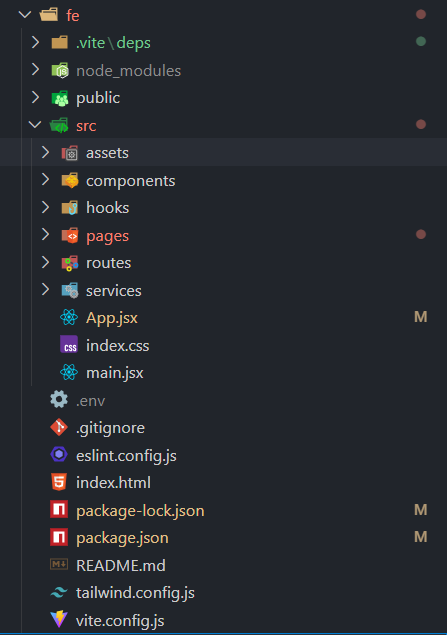 fe
.vite\deps
node_modules
public
src
assets
components
hooks
pages
routes
services
App.jsx M
CSS index.css
main.jsx
.env
.gitignore
eslint.config.js
index.html
package-lock.json M
package.json M
README.md
tailwind.config.js
vite.config.js